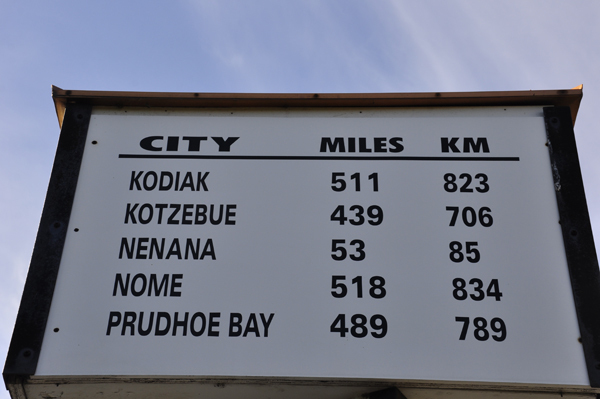 CITY MILES KM
KODIAK 511 823
KOTZEBUE 439 706
NENANA 53 85
NOME 518 834
PRUDHOE BAY 489 789